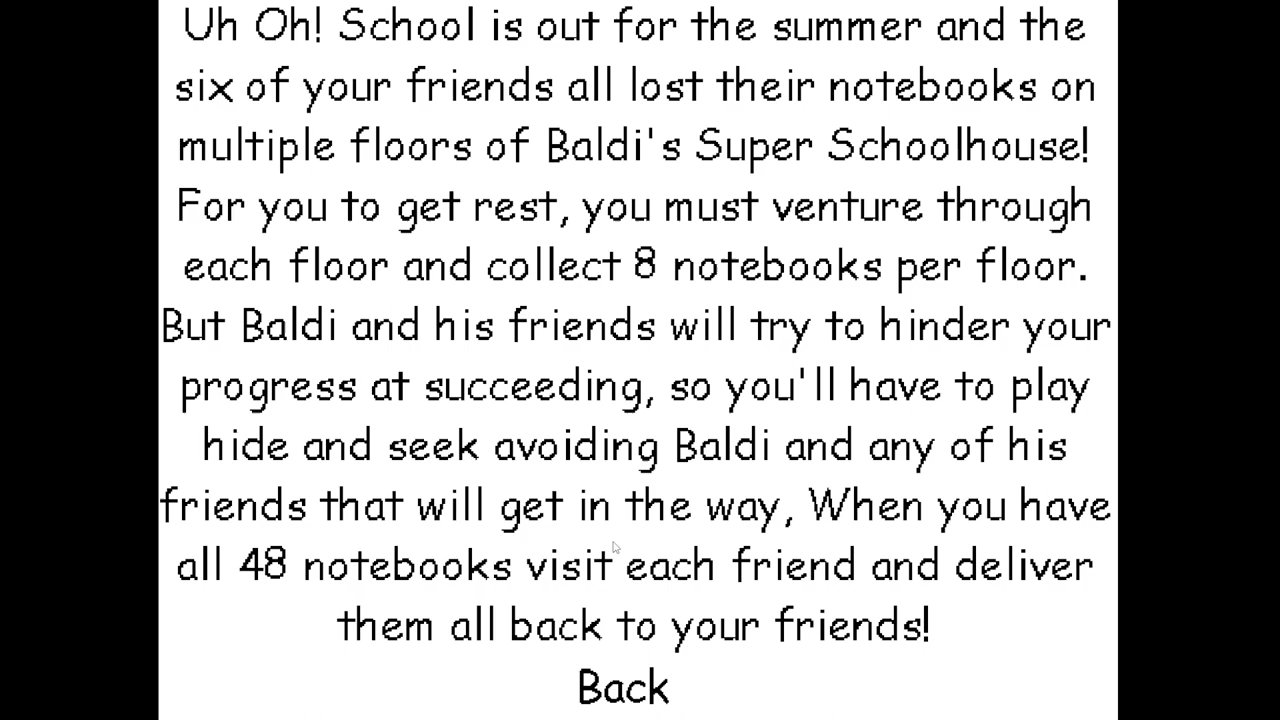 Uh Oh! School is out for the summer and the
six of your friends all lost their notebooks on
multiple floors of Baldi's Super Schoolhouse!
For you to get rest, you must venture through
each floor and collect 8 notebooks per floor.
But Baldi and his friends will try to hinder your
progress at succeeding, so you'll have to play
hide and seek avoiding Baldi and any of his
friends that will get in the way, When you have
all 48 notebooks visit each friend and deliver
them all back to your friends!
Back